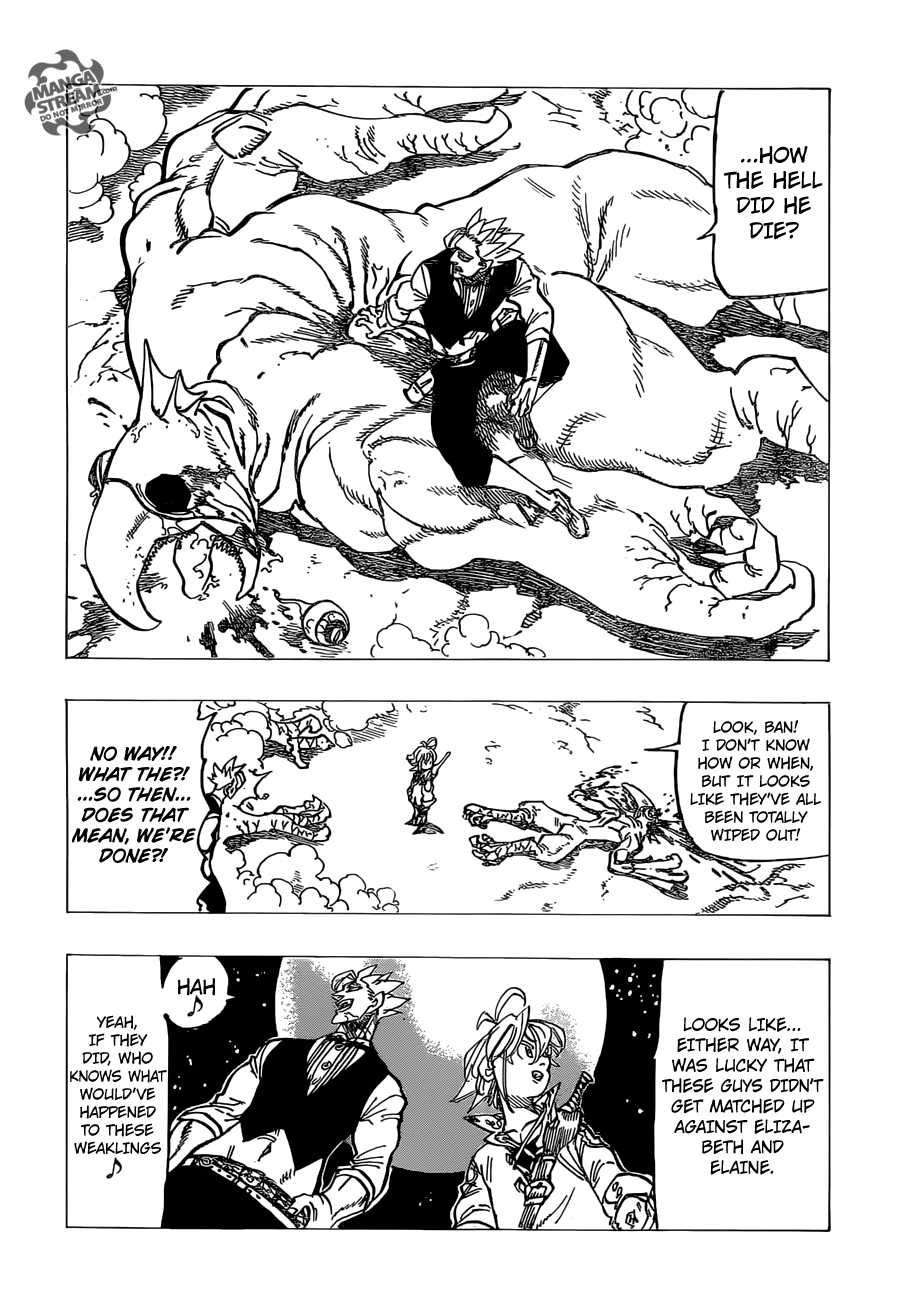 MANGA
STREAM.com
DO NOT MIRROR
...HOW
THE HELL
DID HE
DIE?
LOOK, BAN!
I DON'T KNOW
HOW OR WHEN,
BUT IT LOOKS
LIKE THEY'VE ALL
BEEN TOTALLY
WIPED OUT!
NO WAY!!
WHAT THE?!
...SO THEN...
DOES THAT
MEAN, WE'RE
DONE?!
LOOKS LIKE...
EITHER WAY, IT
WAS LUCKY THAT
THESE GUYS DIDN'T
GET MATCHED UP
AGAINST ELIZA-
BETH AND
ELAINE.
HAH
♪
YEAH,
IF THEY
DID, WHO
KNOWS WHAT
WOULD'VE
HAPPENED
TO THESE
WEAKLINGS
♪